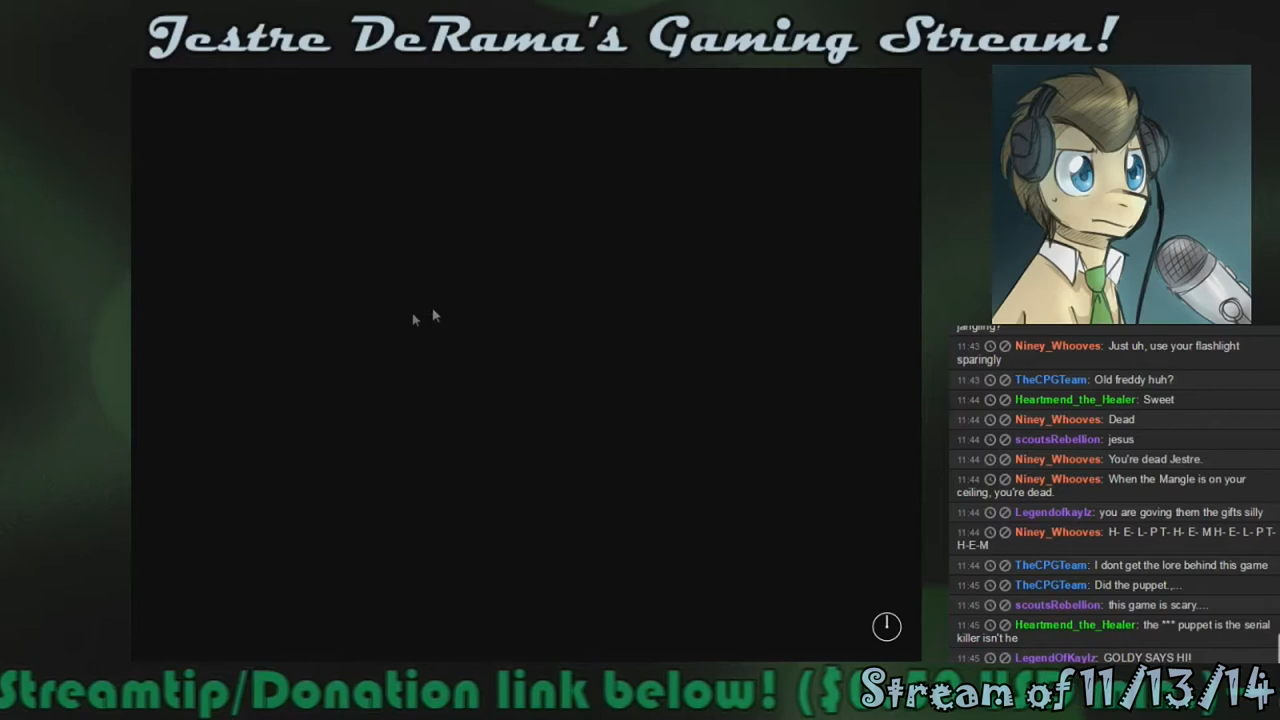 Jestre DeRama's Gaming Stream!
jangling?
11:43 Niney_Whooves: Just uh, use your flashlight
sparingly
11:43 TheCPGTeam: Old freddy huh?
11:44 Heartmend_the_Healer: Sweet
11:44 Niney_Whooves: Dead
11:44 scoutsRebellion: jesus
11:44 Niney_Whooves: You're dead Jestre.
11:44 Niney_Whooves: When the Mangle is on your
ceiling, you're dead.
11:44 Legendofkaylz: you are goving them the gifts silly
11:44 Niney_Whooves: H- E- L- P T- H- E- M H- E- L- P T-
H-E-M
11:44 TheCPGTeam: I dont get the lore behind this game
11:45 TheCPGTeam: Did the puppet.,...
11:45 scoutsRebellion: this game is scary....
11:45 Heartmend_the_Healer: the *** puppet is the serial
killer isn't he
11:45 LegendOfKaylz: GOLDY SAYS HI!
Streamtip/Donation link below! ($
Stream of 11/13/14